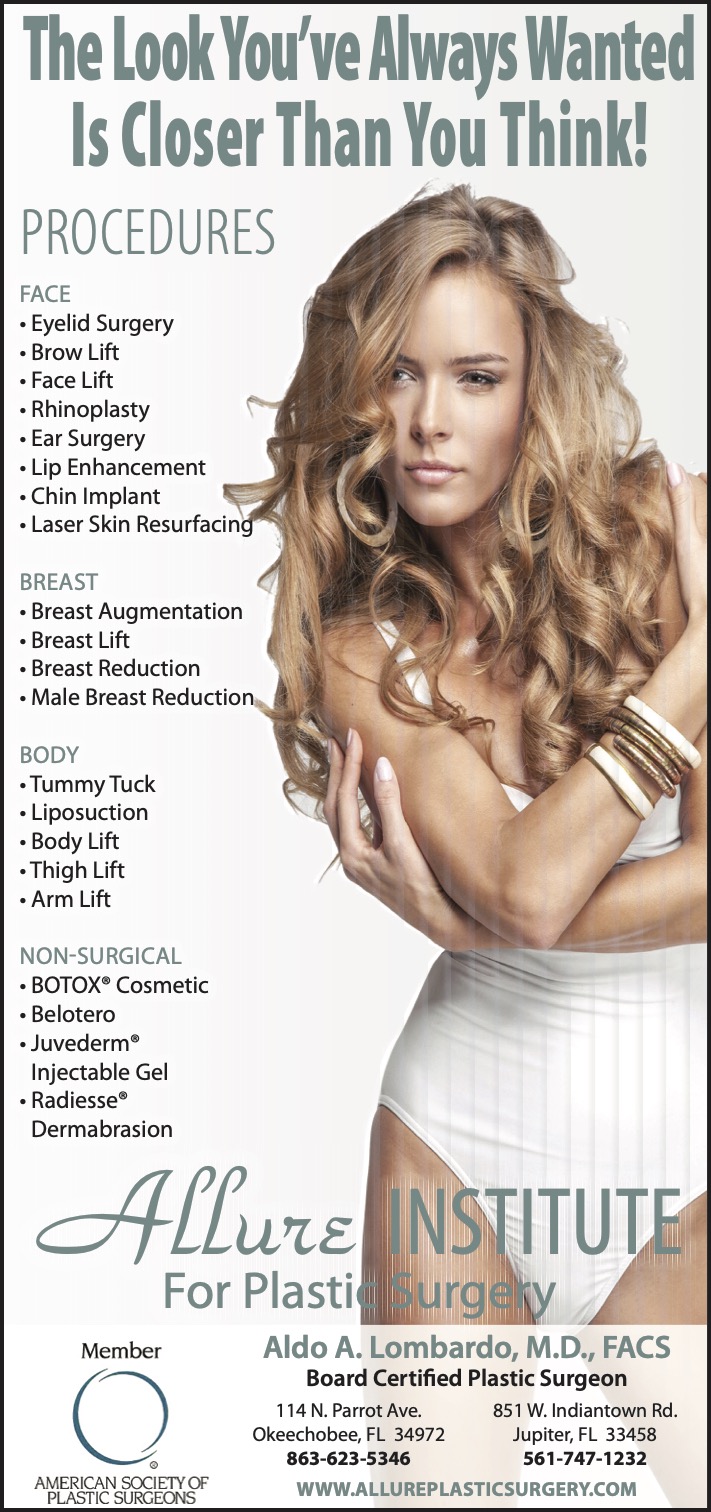 The Look You've Always Wanted
Is Closer Than You Think!
PROCEDURES
FACE
• Eyelid Surgery
• Brow Lift
• Face Lift
• Rhinoplasty
• Ear Surgery
• Lip Enhancement
• Chin Implant
• Laser Skin Resurfacing
BREAST
• Breast Augmentation
• Breast Lift
• Breast Reduction
• Male Breast Reduction
BODY
• Tummy Tuck
• Liposuction
• Body Lift
• Thigh Lift
• Arm Lift
NON-SURGICAL
• BOTOX® Cosmetic
• Belotero
• Juvederm®
Injectable Gel
• Radiesse®
Dermabrasion
Allure INSTITUTE
For Plastic Surgery
Member
®
AMERICAN SOCIETY OF
PLASTIC SURGEONS
Aldo A. Lombardo, M.D., FACS
Board Certified Plastic Surgeon
114 N. Parrot Ave.
Okeechobee, FL 34972
863-623-5346
851 W. Indiantown Rd.
Jupiter, FL 33458
561-747-1232
WWW.ALLUREPLASTICSURGERY.COM